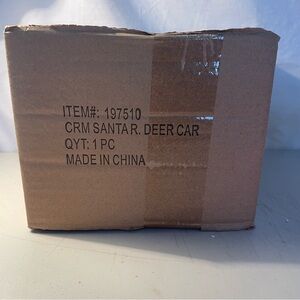 ITEM#: 197510
CRM SANTA R. DEER CAR
QYT: 1 PC
MADE IN CHINA